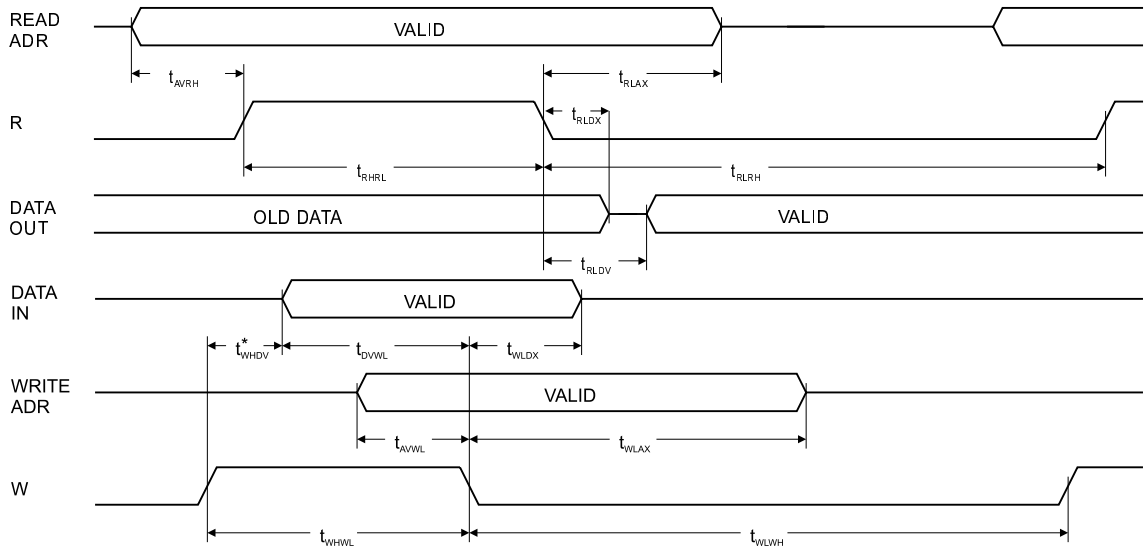 READ
ADR
VALID
tAVRH
tRLAX
R
tRLDX
tRHRL
tRLRH
DATA
OUT
OLD DATA
VALID
tRLDV
DATA
IN
VALID
t*WHDV
tDVWL
tWLDX
WRITE
ADR
VALID
tAVWL
tWLAX
W
tWHWL
tWLWH